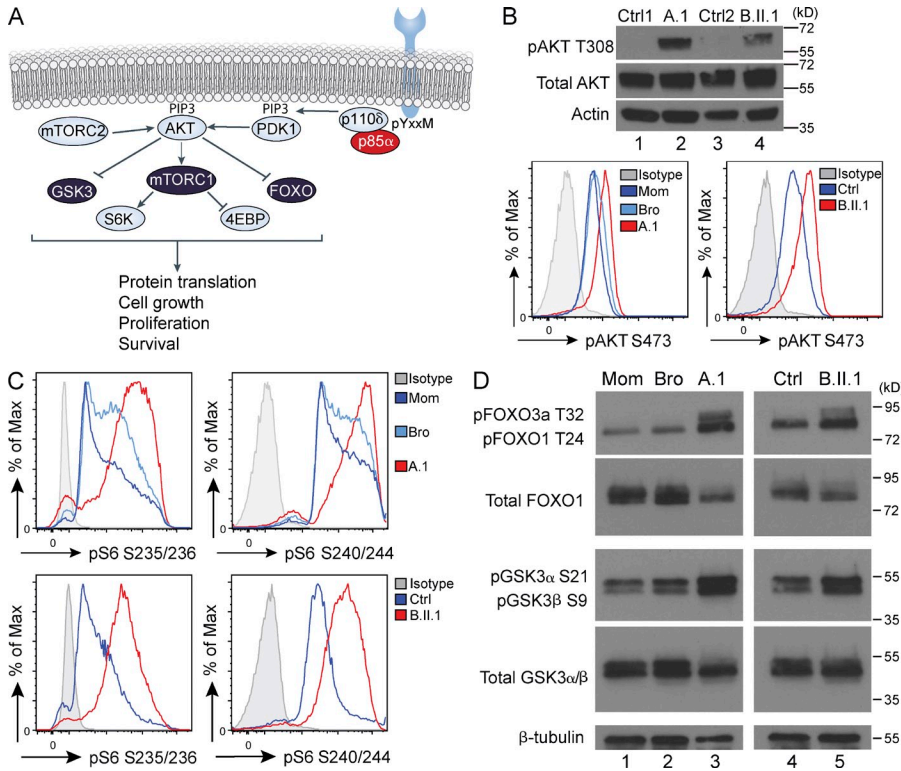 A
PIP3
PIP3
mTORC2
AKT
PDK1
p110δ
pYxxM
p85α
GSK3
mTORC1
FOXO
S6K
4EBP
Protein translation
Cell growth
Proliferation
Survival
B
Ctrl1 A.1 Ctrl2 B.II.1 (kD)
pAKT T308
72
55
Total AKT
72
55
Actin
35
1 2 3 4
% of Max
Isotype
Mom
Bro
A.1
0
0
pAKT S473
% of Max
Isotype
Ctrl
B.II.1
0
0
pAKT S473
C
% of Max
0
pS6 S235/236
% of Max
0
pS6 S240/244
Isotype
Mom
Bro
A.1
% of Max
0
pS6 S235/236
% of Max
0
pS6 S240/244
Isotype
Ctrl
B.II.1
D
Mom Bro A.1 Ctrl B.II.1 (kD
pFOXO3a T32
pFOXO1 T24
95
72
Total FOXO1
95
72
pGSK3α S21
pGSK3β S9
55
35
Total GSK3α/β
55
35
β-tubulin
55
1 2 3 4 5